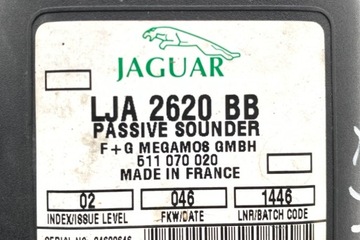 JAGUAR
LJA 2620 BB
PASSIVE SOUNDER
F+G MEGAMOS GMBH
511 070 020
MADE IN FRANCE
02 046 1446
INDEX/ISSUE LEVEL FKW/DATE LNR/BATCH CODE